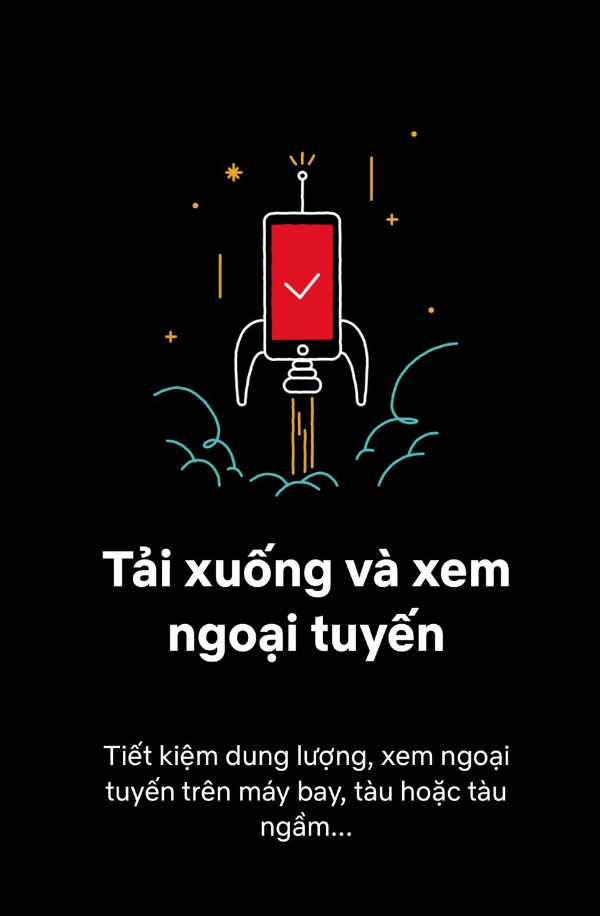 Tải xuống và xem
ngoại tuyến
Tiết kiệm dung lượng, xem ngoại
tuyến trên máy bay, tàu hoặc tàu
ngầm...